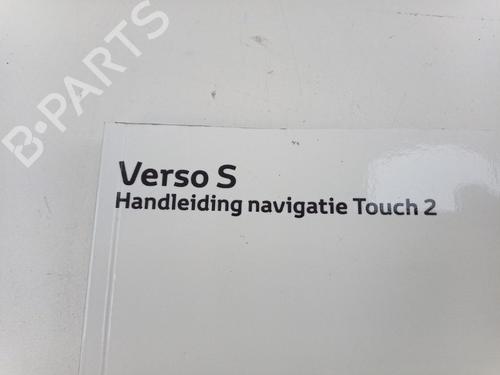 B-PARTS
Verso S
Handleiding navigatie Touch 2